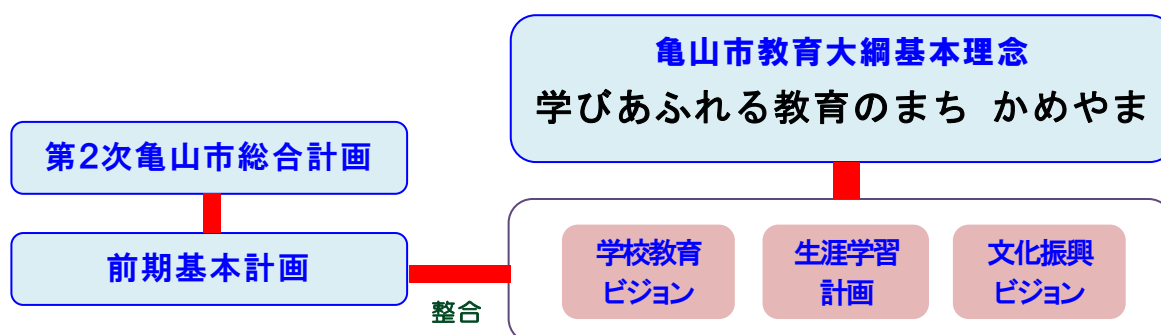 亀山市教育大綱基本理念
学びあふれる教育のまち かめやま
第2次亀山市総合計画
前期基本計画
整合
学校教育
ビジョン
生涯学習
計画
文化振興
ビジョン